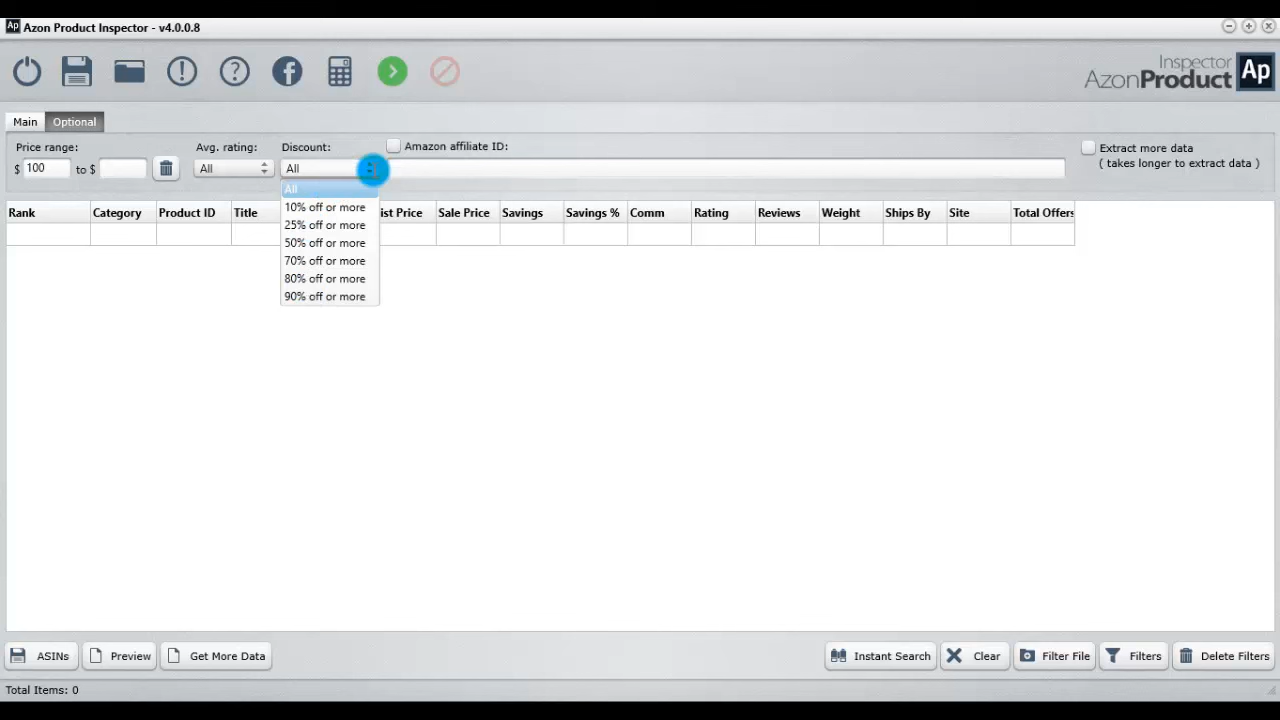 Ap Azon Product Inspector - v4.0.0.8
Inspector
AzonProduct Ap
Main Optional
Price range: Avg. rating: Discount: Amazon affiliate ID: Extract more data
$ 100 to $ All All ( takes longer to extract data )
All
10% off or more
25% off or more
50% off or more
70% off or more
80% off or more
90% off or more
Rank Category Product ID Title ist Price Sale Price Savings Savings % Comm Rating Reviews Weight Ships By Site Total Offers
ASINs Preview Get More Data Instant Search Clear Filter File Filters Delete Filters
Total Items: 0